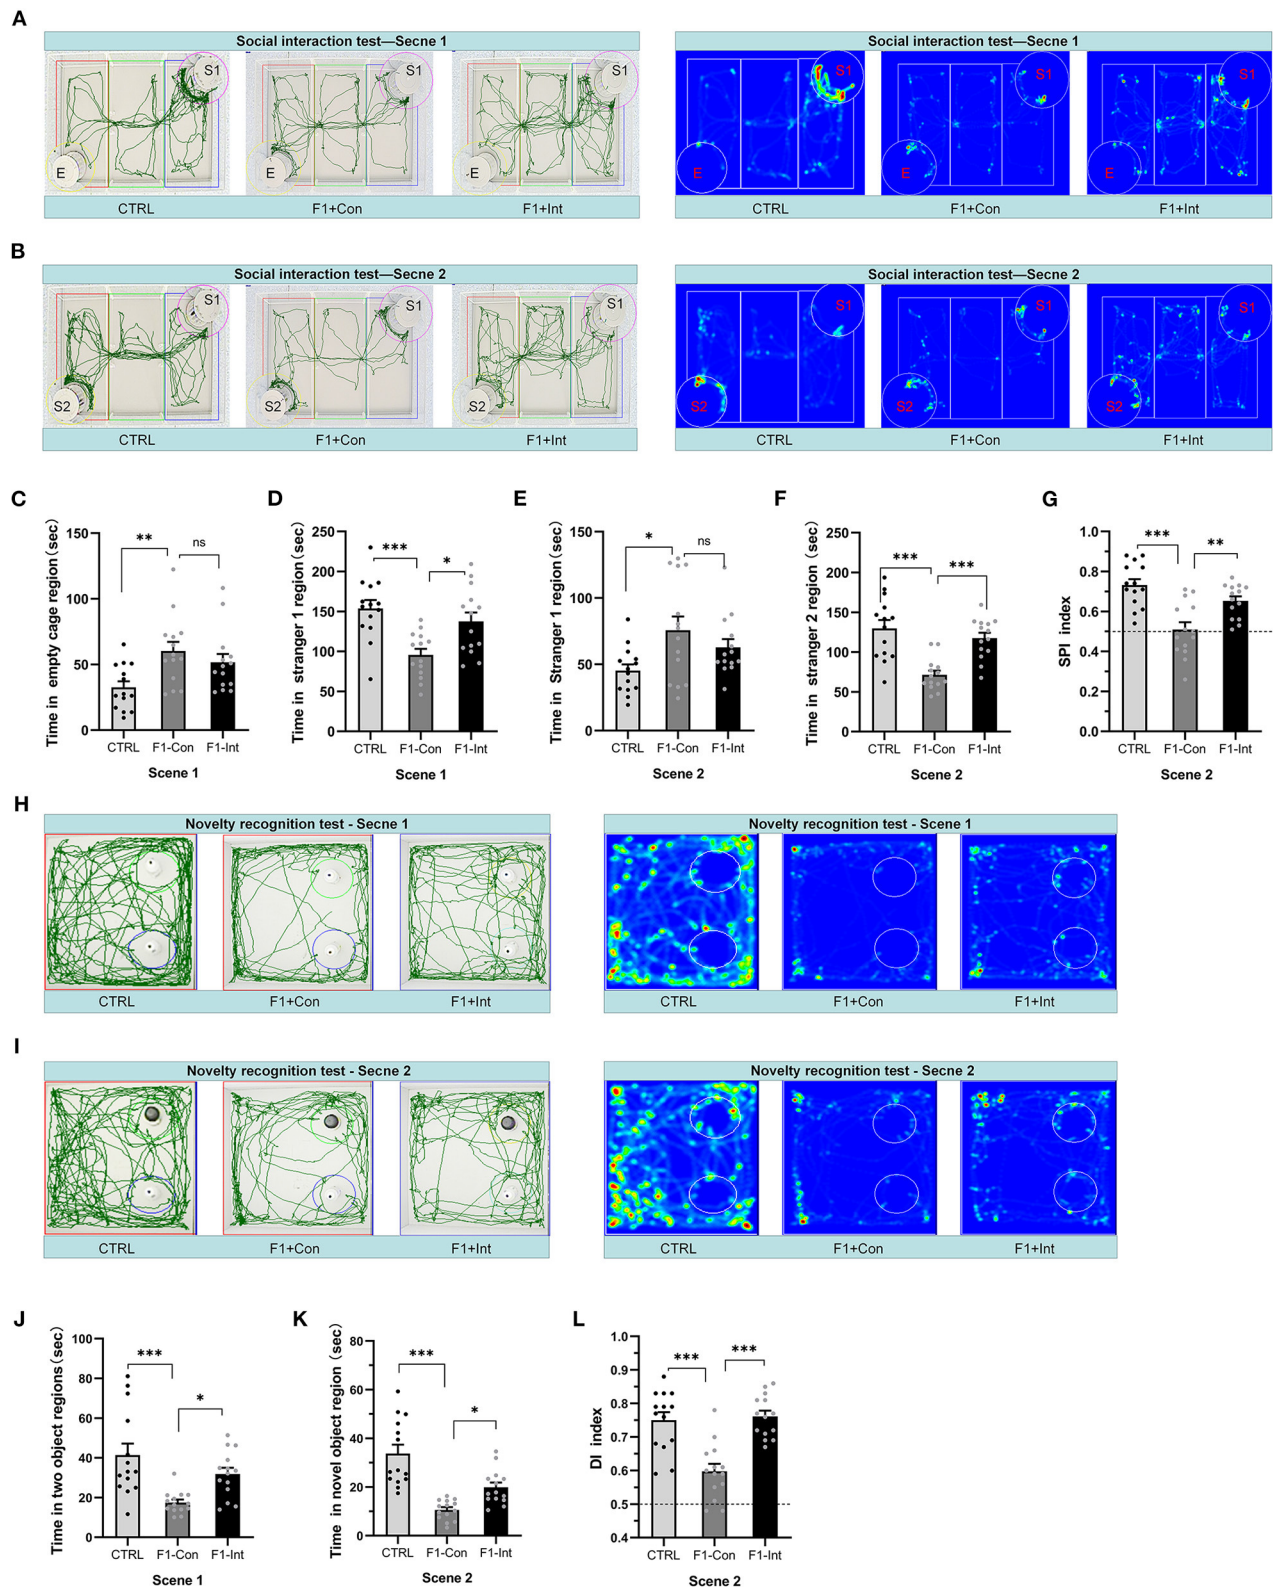 A
Social interaction test—Secne 1
Social interaction test—Secne 1
S1
S1
S1
S1
S1
S1
E
E
E
E
E
E
CTRL
F1+Con
F1+Int
CTRL
F1+Con
F1+Int
B
Social interaction test—Secne 2
Social interaction test—Secne 2
S1
S1
S1
S1
S1
S1
S2
S2
S2
S2
S2
S2
CTRL
F1+Con
F1+Int
CTRL
F1+Con
F1+Int
C
Time in empty cage region(sec)
150
100
50
0
**
ns
CTRL F1-Con F1-Int
Scene 1
D
Time in stranger 1 region(sec)
250
200
150
100
50
0
***
*
CTRL F1-Con F1-Int
Scene 1
E
Time in Stranger 1 region(sec)
150
100
50
0
*
ns
CTRL F1-Con F1-Int
Scene 2
F
Time in stranger 2 region(sec)
250
200
150
100
50
0
***
***
CTRL F1-Con F1-Int
Scene 2
G
SPI index
1.0
0.8
0.6
0.4
0.2
0.0
***
**
CTRL F1-Con F1-Int
Scene 2
H
Novelty recognition test - Secne 1
Novelty recognition test - Scene 1
CTRL
F1+Con
F1+Int
CTRL
F1+Con
F1+Int
I
Novelty recognition test - Secne 2
Novelty recognition test - Secne 2
CTRL
F1+Con
F1+Int
CTRL
F1+Con
F1+Int
J
Time in two object regions(sec)
100
80
60
40
20
0
***
*
CTRL F1-Con F1-Int
Scene 1
K
Time in novel object region (sec)
80
60
40
20
0
***
*
CTRL F1-Con F1-Int
Scene 2
L
DI index
1.0
0.9
0.8
0.7
0.6
0.5
0.4
***
***
CTRL F1-Con F1-Int
Scene 2